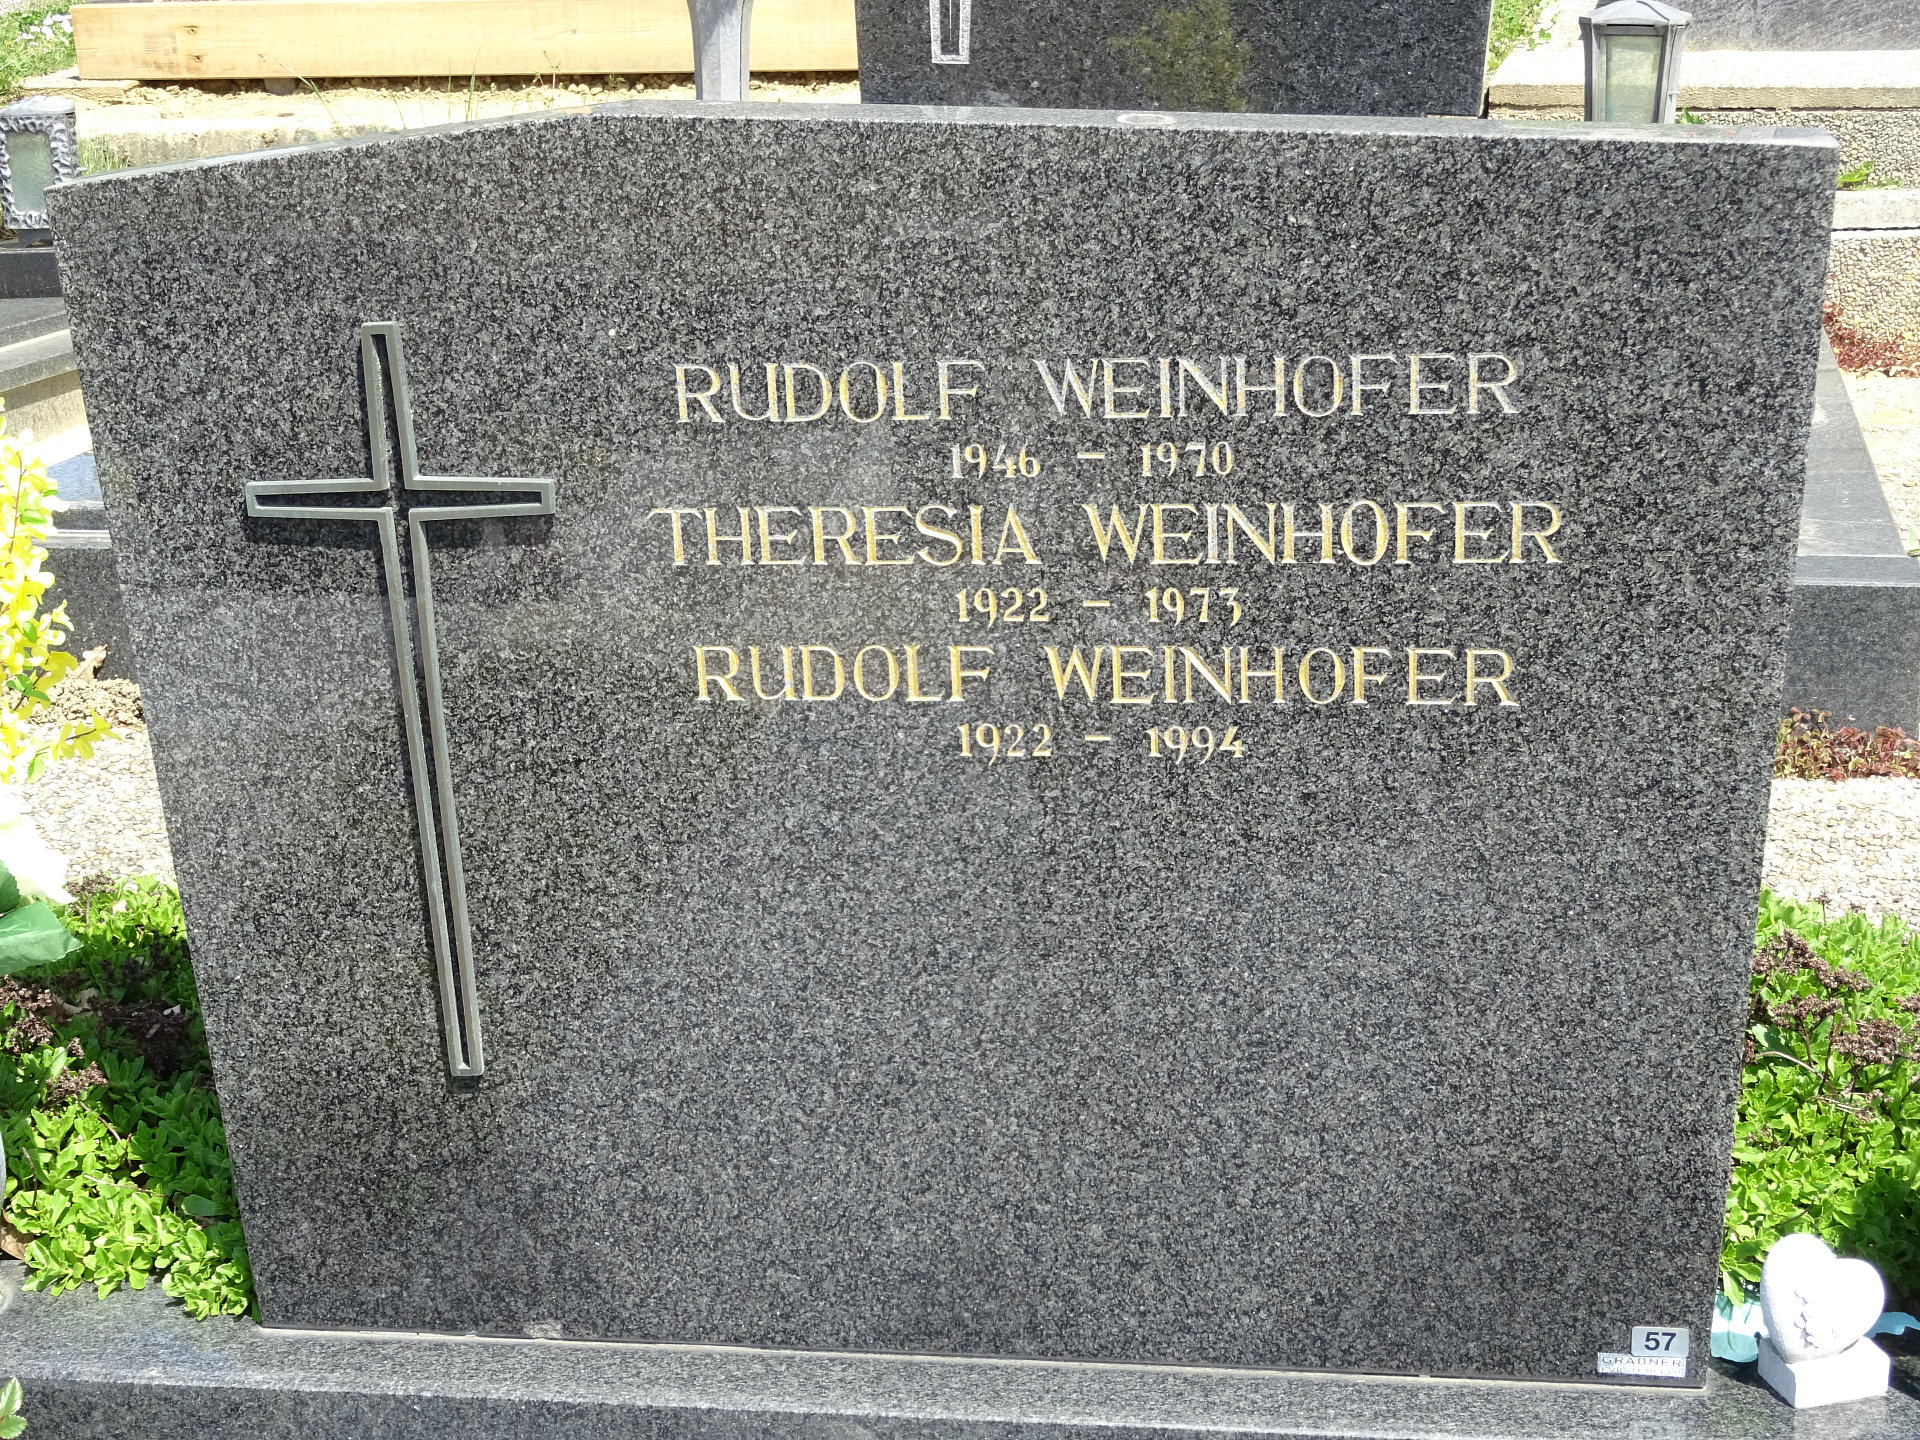 RUDOLF WEINHOFER
1946 - 1970
THERESIA WEINHOFER
1922 - 1973
RUDOLF WEINHOFER
1922 - 1994
57
GRABNER